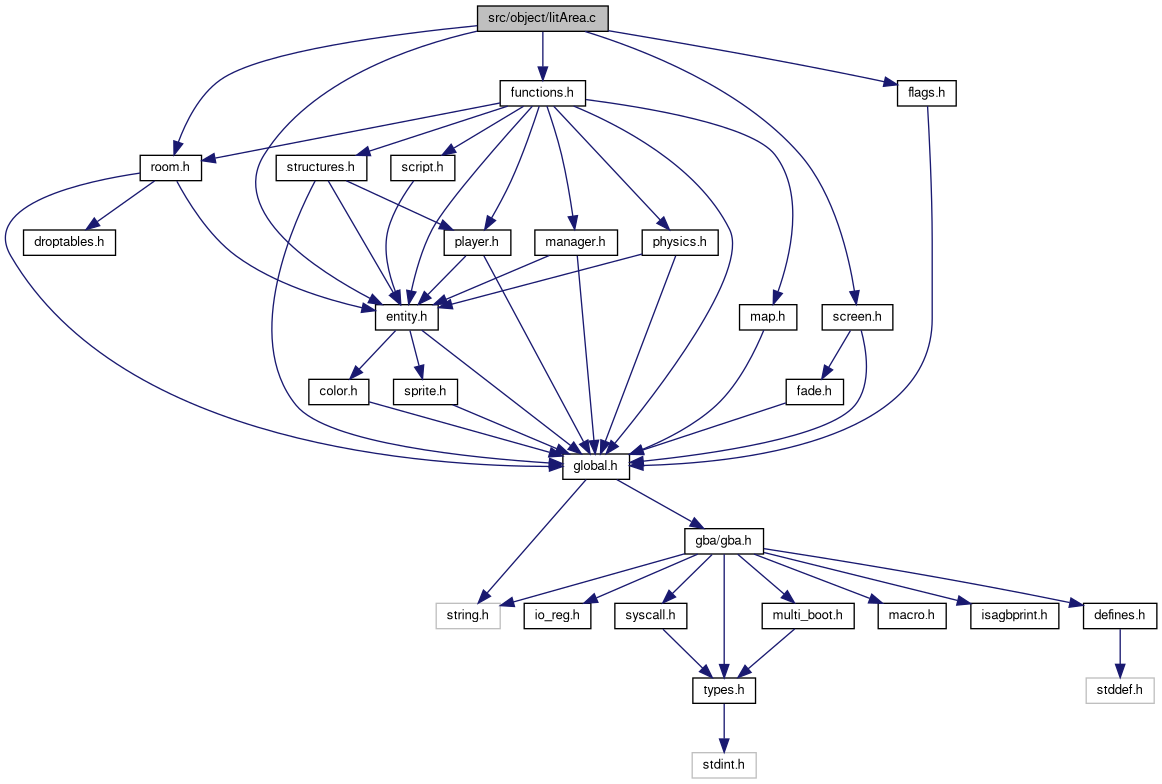 src/object/litArea.c
functions.h
flags.h
room.h
structures.h
script.h
droptables.h
player.h
manager.h
physics.h
entity.h
map.h
screen.h
color.h
sprite.h
fade.h
global.h
gba/gba.h
string.h
io_reg.h
syscall.h
multi_boot.h
macro.h
isagbprint.h
defines.h
types.h
stddef.h
stdint.h